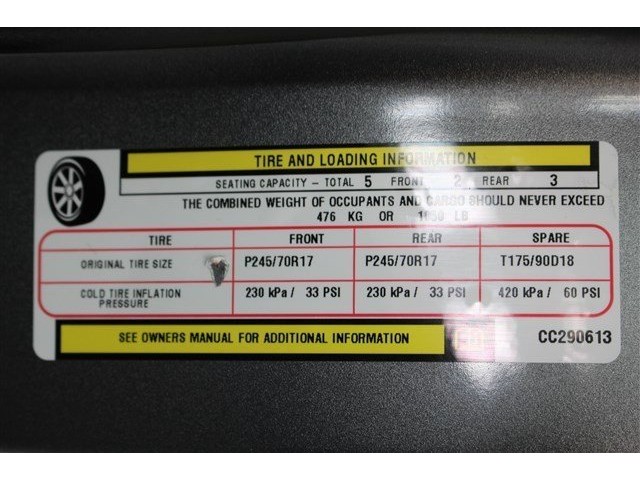 TIRE AND LOADING INFORMATION
SEATING CAPACITY – TOTAL 5 FRONT 2 REAR 3
THE COMBINED WEIGHT OF OCCUPANTS AND CARGO SHOULD NEVER EXCEED
476 KG OR 1050 LB
TIRE FRONT REAR SPARE
ORIGINAL TIRE SIZE P245/70R17 P245/70R17 T175/90D18
COLD TIRE INFLATION PRESSURE 230 kPa / 33 PSI 230 kPa / 33 PSI 420 kPa / 60 PSI
SEE OWNERS MANUAL FOR ADDITIONAL INFORMATION CC290613